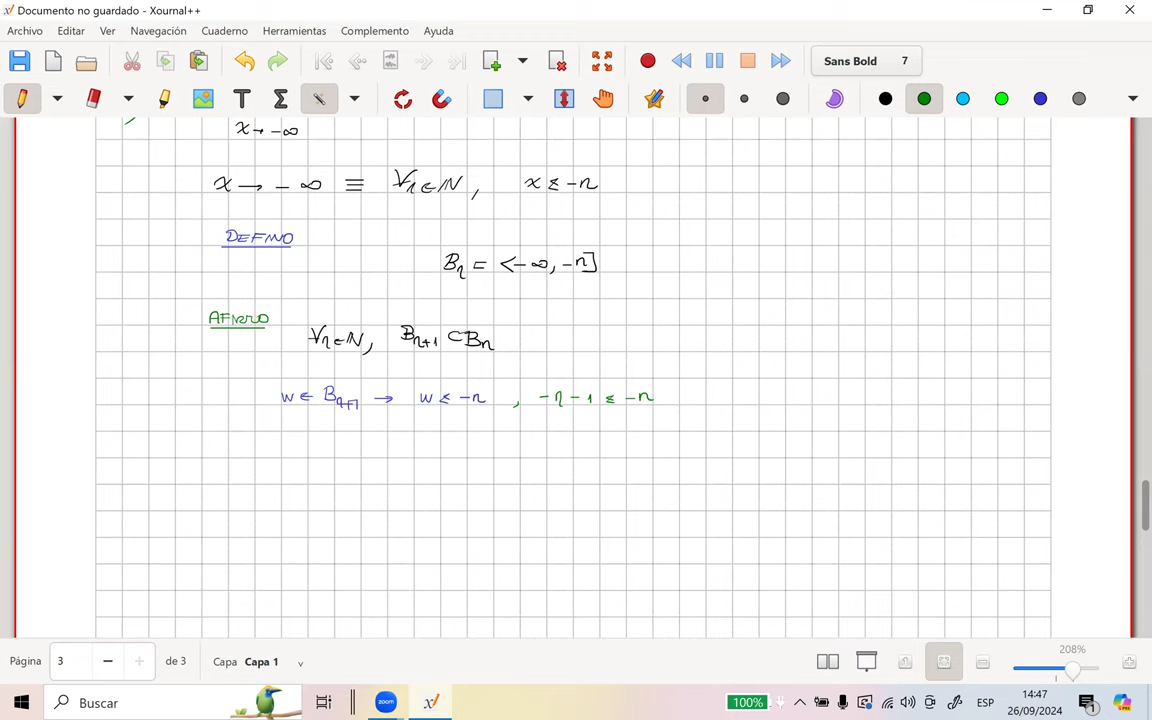 Documento no guardado - Xournal++
Archivo Editar Ver Navegación Cuaderno Herramientas Complemento Ayuda
Sans Bold 7
x → -∞
x → -∞ ≡ ∀n∈N, x ≤ -n
DEFINO
Bn = <-∞, -n]
AFIRMO
∀n∈N, Bn+1 ⊂ Bn
w ∈ Bn+1 → w ≤ -n , -n-1 ≤ -n
Página 3 de 3 Capa Capa 1 208%
Buscar zoom 100% ESP 14:47
26/09/2024 1